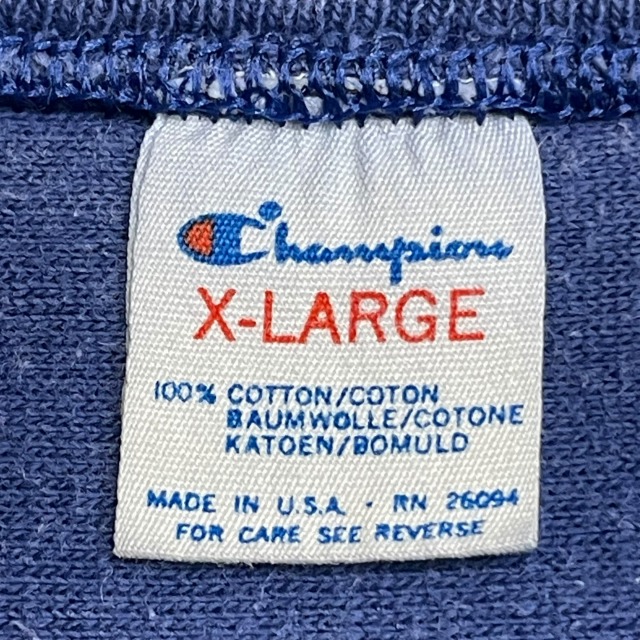 Champion
X-LARGE
100% COTTON/COTON
BAUMWOLLE/COTONE
KATOEN/BOMULD
MADE IN U.S.A. · RN 26094
FOR CARE SEE REVERSE